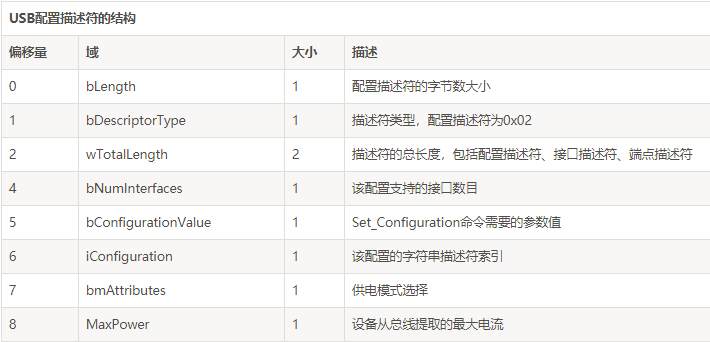 USB配置描述符的结构
偏移量 域 大小 描述
0 bLength 1 配置描述符的字节数大小
1 bDescriptorType 1 描述符类型，配置描述符为0x02
2 wTotalLength 2 描述符的总长度，包括配置描述符、接口描述符、端点描述符
4 bNumInterfaces 1 该配置支持的接口数目
5 bConfigurationValue 1 Set_Configuration命令需要的参数值
6 iConfiguration 1 该配置的字符串描述符索引
7 bmAttributes 1 供电模式选择
8 MaxPower 1 设备从总线提取的最大电流